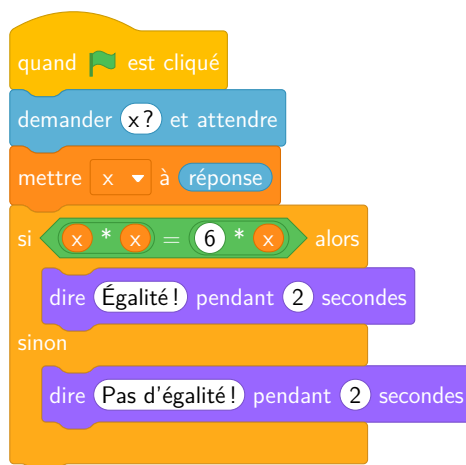 quand est cliqué
demander x ? et attendre
mettre x à réponse
si x * x = 6 * x alors
dire Égalité ! pendant 2 secondes
sinon
dire Pas d'égalité ! pendant 2 secondes